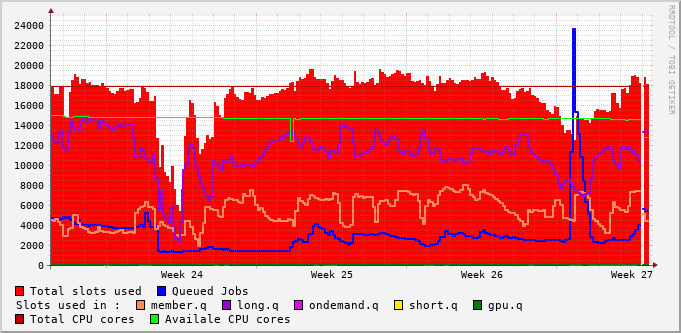 RRDTOOL / TOBI OETIKER
24000
22000
20000
18000
16000
14000
12000
10000
8000
6000
4000
2000
0
Week 24 Week 25 Week 26 Week 27
Total slots used Queued Jobs
Slots used in : member.q long.q ondemand.q short.q gpu.q
Total CPU cores Availale CPU cores